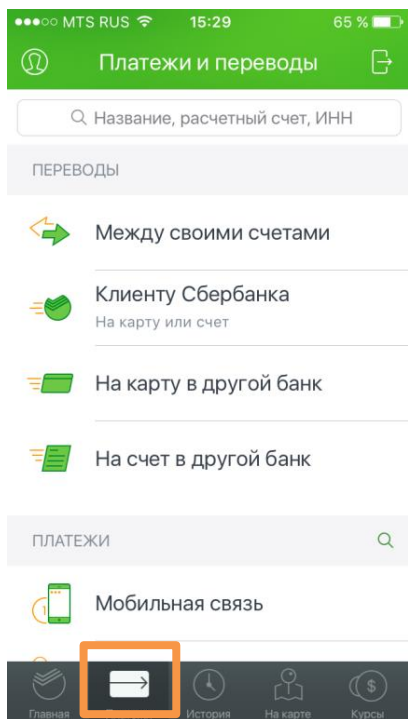 MTS RUS 15:29 65 %
Платежи и переводы
Название, расчетный счет, ИНН
ПЕРЕВОДЫ
Между своими счетами
Клиенту Сбербанка
На карту или счет
На карту в другой банк
На счет в другой банк
ПЛАТЕЖИ
Мобильная связь
Главная История На карте Курсы